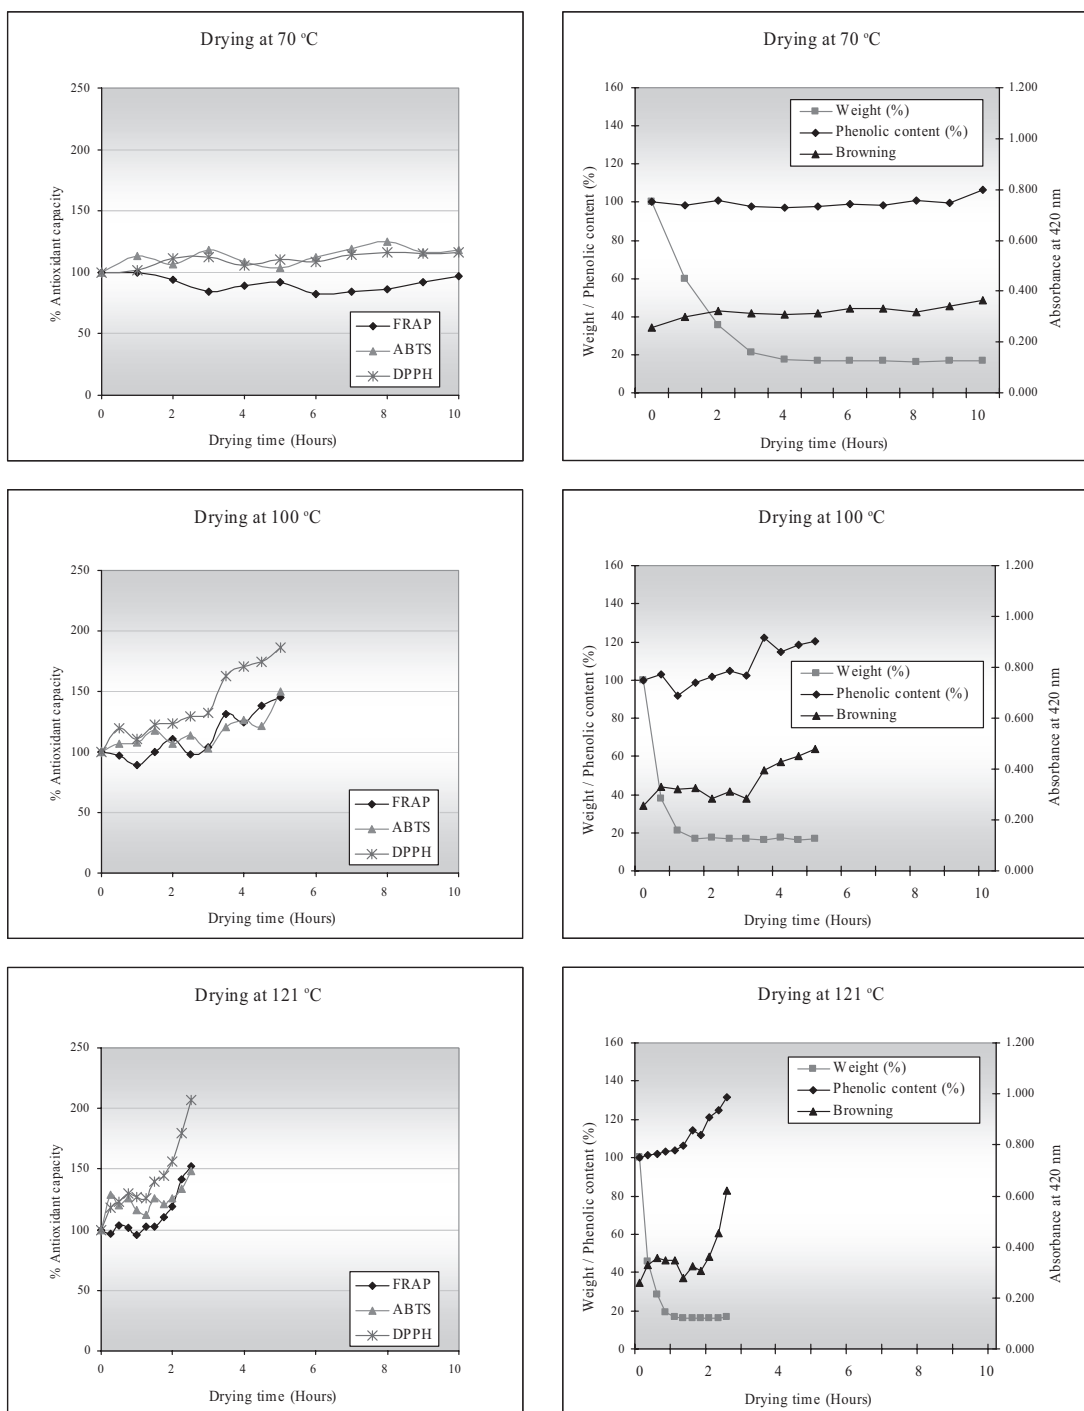 Drying at 70 °C
250
200
150
100
50
0
% Antioxidant capacity
FRAP
ABTS
DPPH
0 2 4 6 8 10
Drying time (Hours)
Drying at 70 °C
160
140
120
100
80
60
40
20
0
Weight / Phenolic content (%)
Weight (%)
Phenolic content (%)
Browning
1.200
1.000
0.800
0.600
0.400
0.200
0.000
Absorbance at 420 nm
0 2 4 6 8 10
Drying time (Hours)
Drying at 100 °C
250
200
150
100
50
0
% Antioxidant capacity
FRAP
ABTS
DPPH
0 2 4 6 8 10
Drying time (Hours)
Drying at 100 °C
160
140
120
100
80
60
40
20
0
Weight / Phenolic content (%)
Weight (%)
Phenolic content (%)
Browning
1.200
1.000
0.800
0.600
0.400
0.200
0.000
Absorbance at 420 nm
0 2 4 6 8 10
Drying time (Hours)
Drying at 121 °C
250
200
150
100
50
0
% Antioxidant capacity
FRAP
ABTS
DPPH
0 2 4 6 8 10
Drying time (Hours)
Drying at 121 °C
160
140
120
100
80
60
40
20
0
Weight / Phenolic content (%)
Weight (%)
Phenolic content (%)
Browning
1.200
1.000
0.800
0.600
0.400
0.200
0.000
Absorbance at 420 nm
0 2 4 6 8 10
Drying time (Hours)